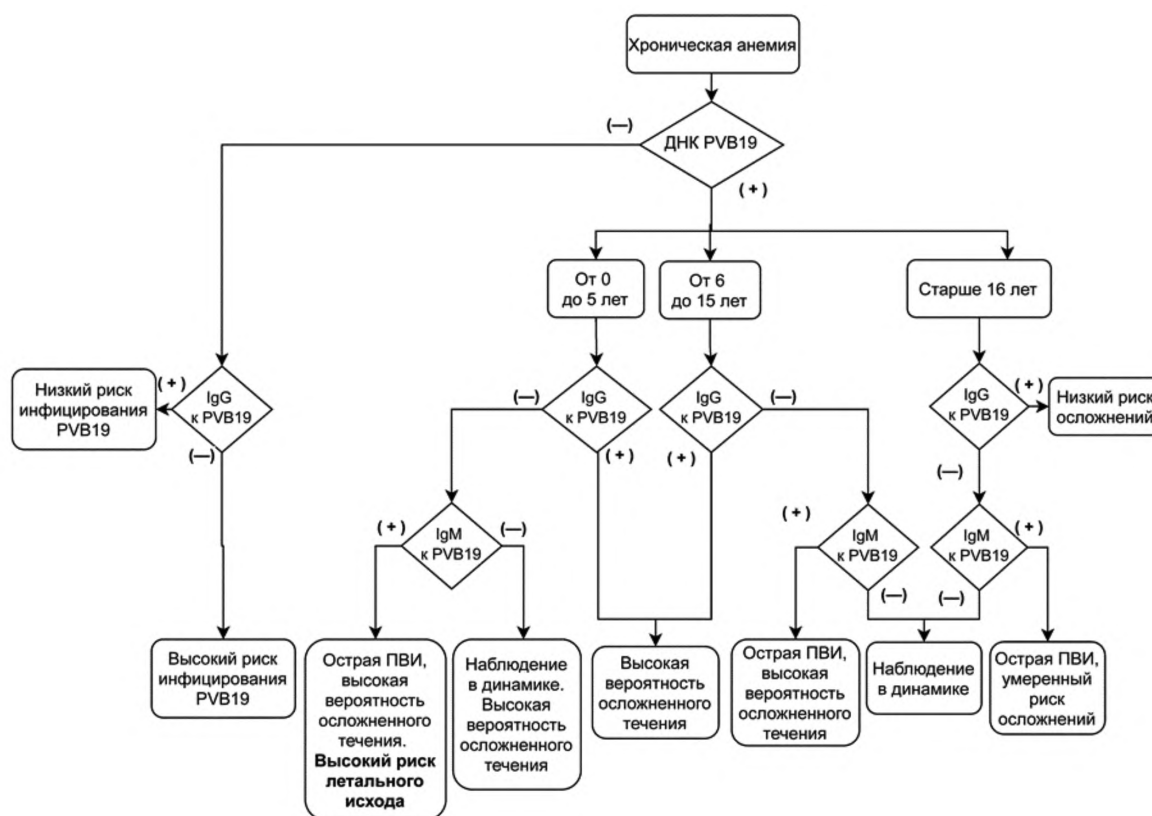 Хроническая анемия
(—)
ДНК PVB19
(+)
От 0
до 5 лет
От 6
до 15 лет
Старше 16 лет
Низкий риск
инфицирования
PVB19
(+)
IgG
к PVB19
(—)
(—)
IgG
к PVB19
(+)
IgG
к PVB19
(+)
(—)
IgG
к PVB19
(+)
(—)
Низкий риск
осложнений
(+)
IgM
к PVB19
(—)
(+)
IgM
к PVB19
(—)
IgM
к PVB19
(+)
(—)
Высокий риск
инфицирования
PVB19
Острая ПВИ,
высокая
вероятность
осложненного
течения.
Высокий риск
летального
исхода
Наблюдение
в динамике.
Высокая
вероятность
осложненного
течения
Высокая
вероятность
осложненного
течения
Острая ПВИ,
высокая
вероятность
осложненного
течения
Наблюдение
в динамике
Острая ПВИ,
умеренный
риск
осложнений